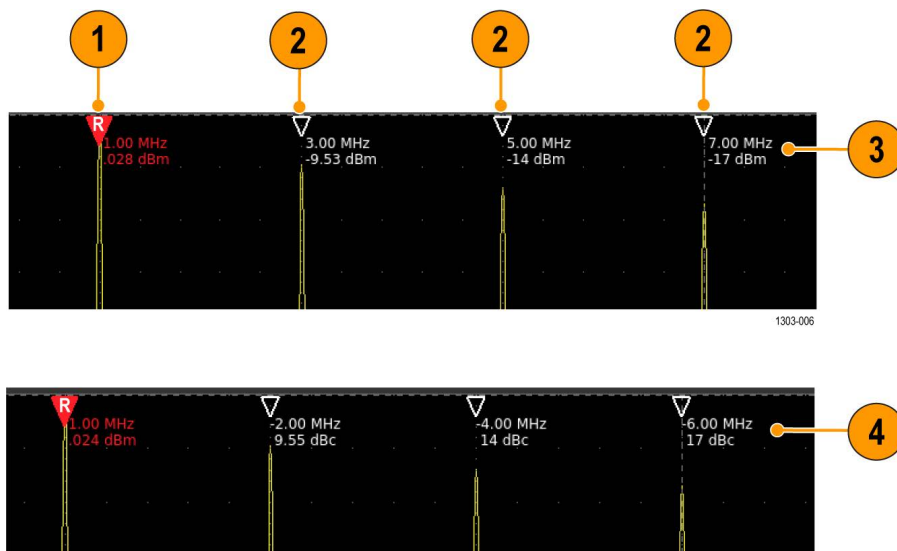 1 2 2 2
R
1.00 MHz 3.00 MHz 5.00 MHz 7.00 MHz
.028 dBm -9.53 dBm -14 dBm -17 dBm
3
1303-006
R
1.00 MHz -2.00 MHz -4.00 MHz -6.00 MHz
.024 dBm 9.55 dBc 14 dBc 17 dBc
4